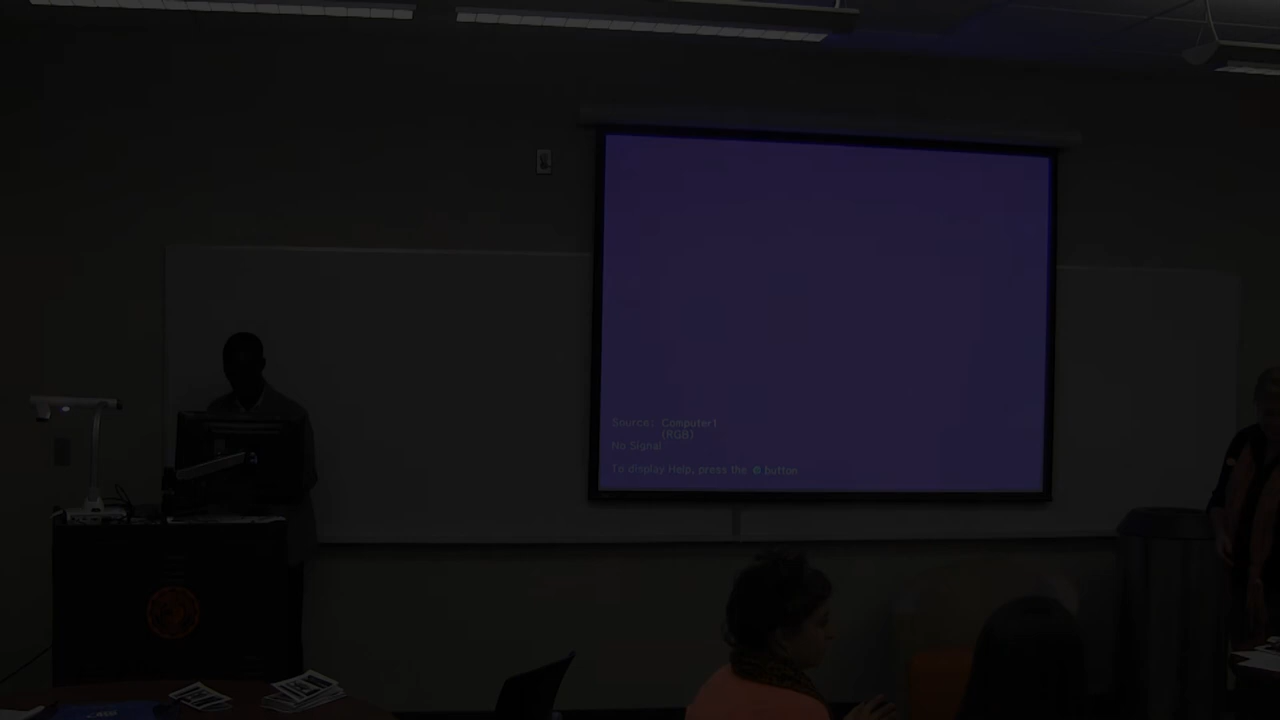 Source: Computer1
(RGB)
No Signal
To display Help, press the ? button